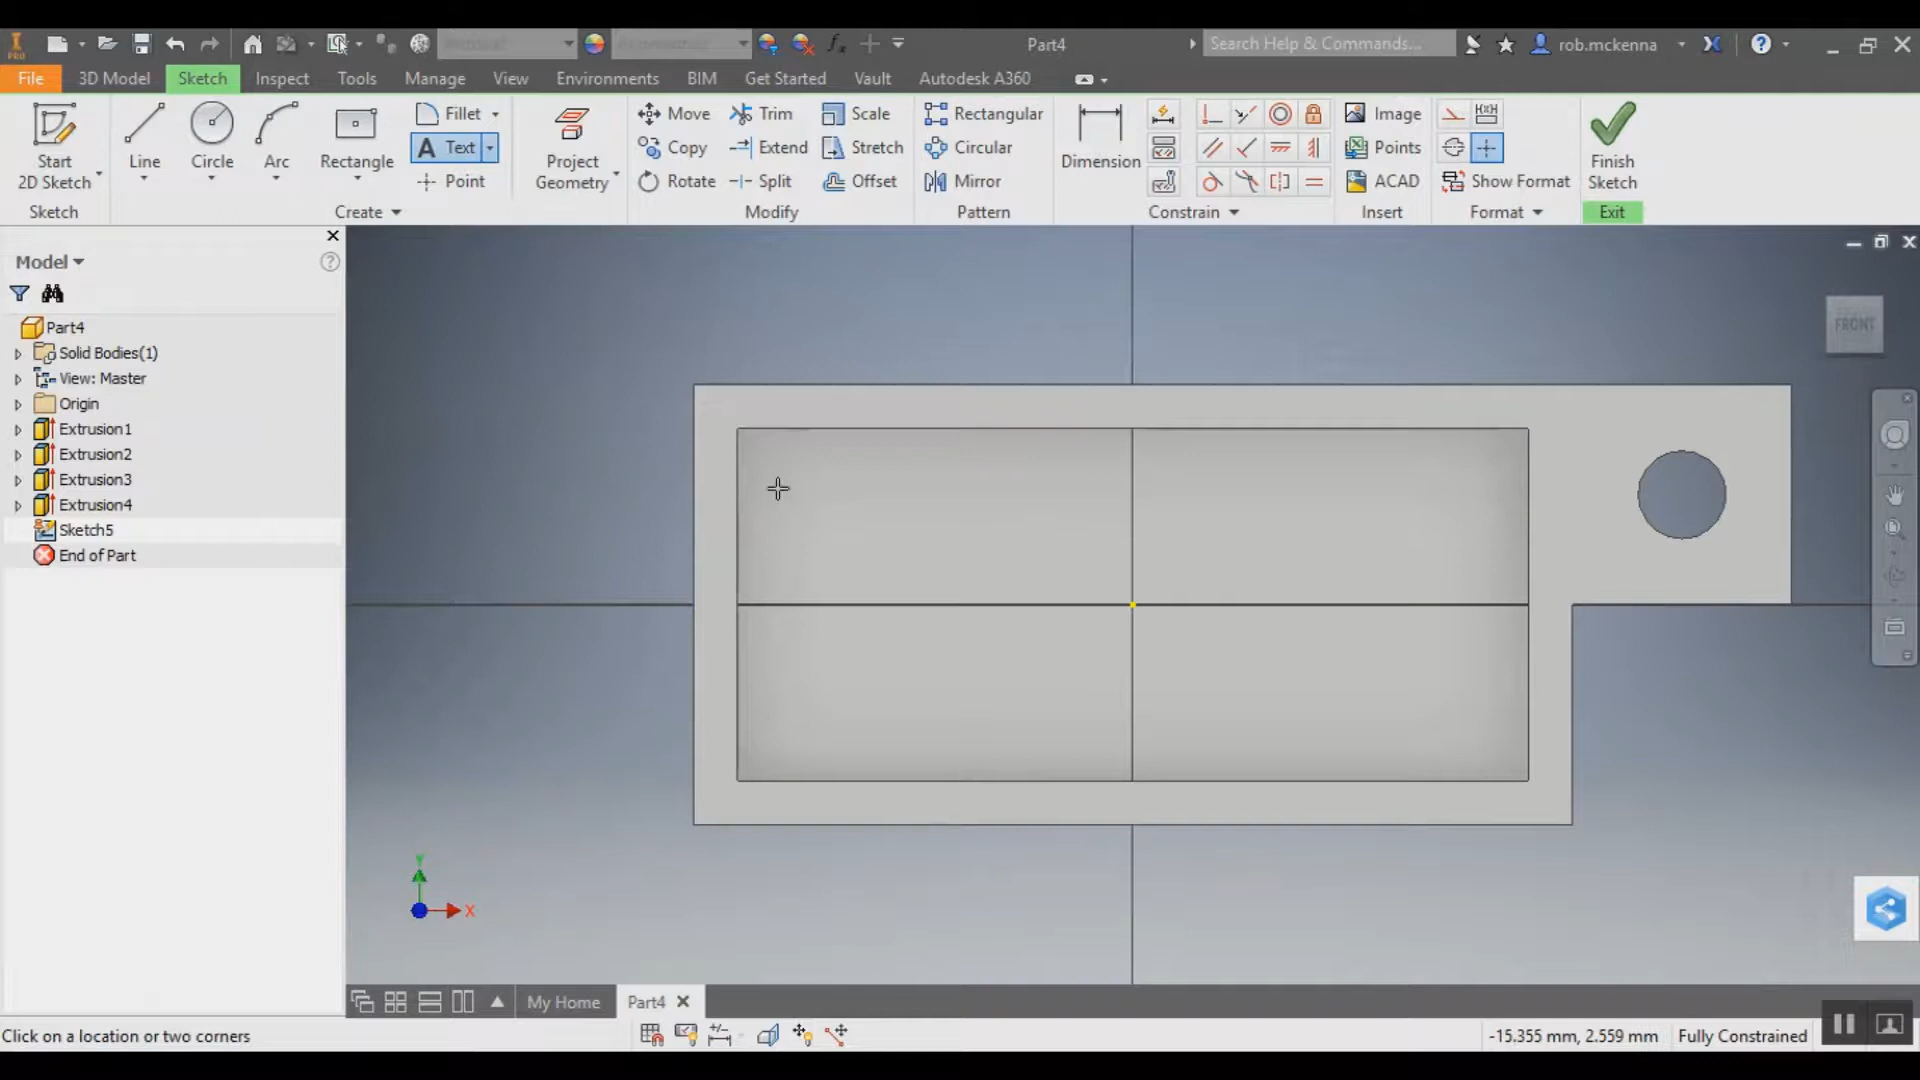 PRO
Part4
Search Help & Commands...
rob.mckenna
File 3D Model Sketch Inspect Tools Manage View Environments BIM Get Started Vault Autodesk A360
Start
2D Sketch
Line
Circle
Arc
Rectangle
Fillet
A Text
Point
Project
Geometry
Move
Copy
Rotate
Trim
Extend
Split
Scale
Stretch
Offset
Rectangular
Circular
Mirror
Dimension
Image
Points
ACAD
Show Format
Finish
Sketch
Sketch Create Modify Pattern Constrain Insert Format Exit
Model
Part4
Solid Bodies(1)
View: Master
Origin
Extrusion1
Extrusion2
Extrusion3
Extrusion4
Sketch5
End of Part
FRONT
Y
X
My Home Part4
Click on a location or two corners
-15.355 mm, 2.559 mm Fully Constrained